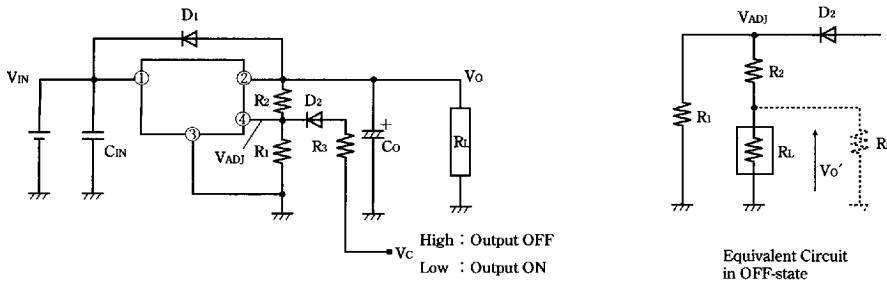 D1
VIN
①
②
③
④
VO
R2
D2
R1
R3
VADJ
CIN
+
CO
RL
VC
High : Output OFF
Low : Output ON
VADJ
D2
R2
R1
RL
VO′
Equivalent Circuit
in OFF-state